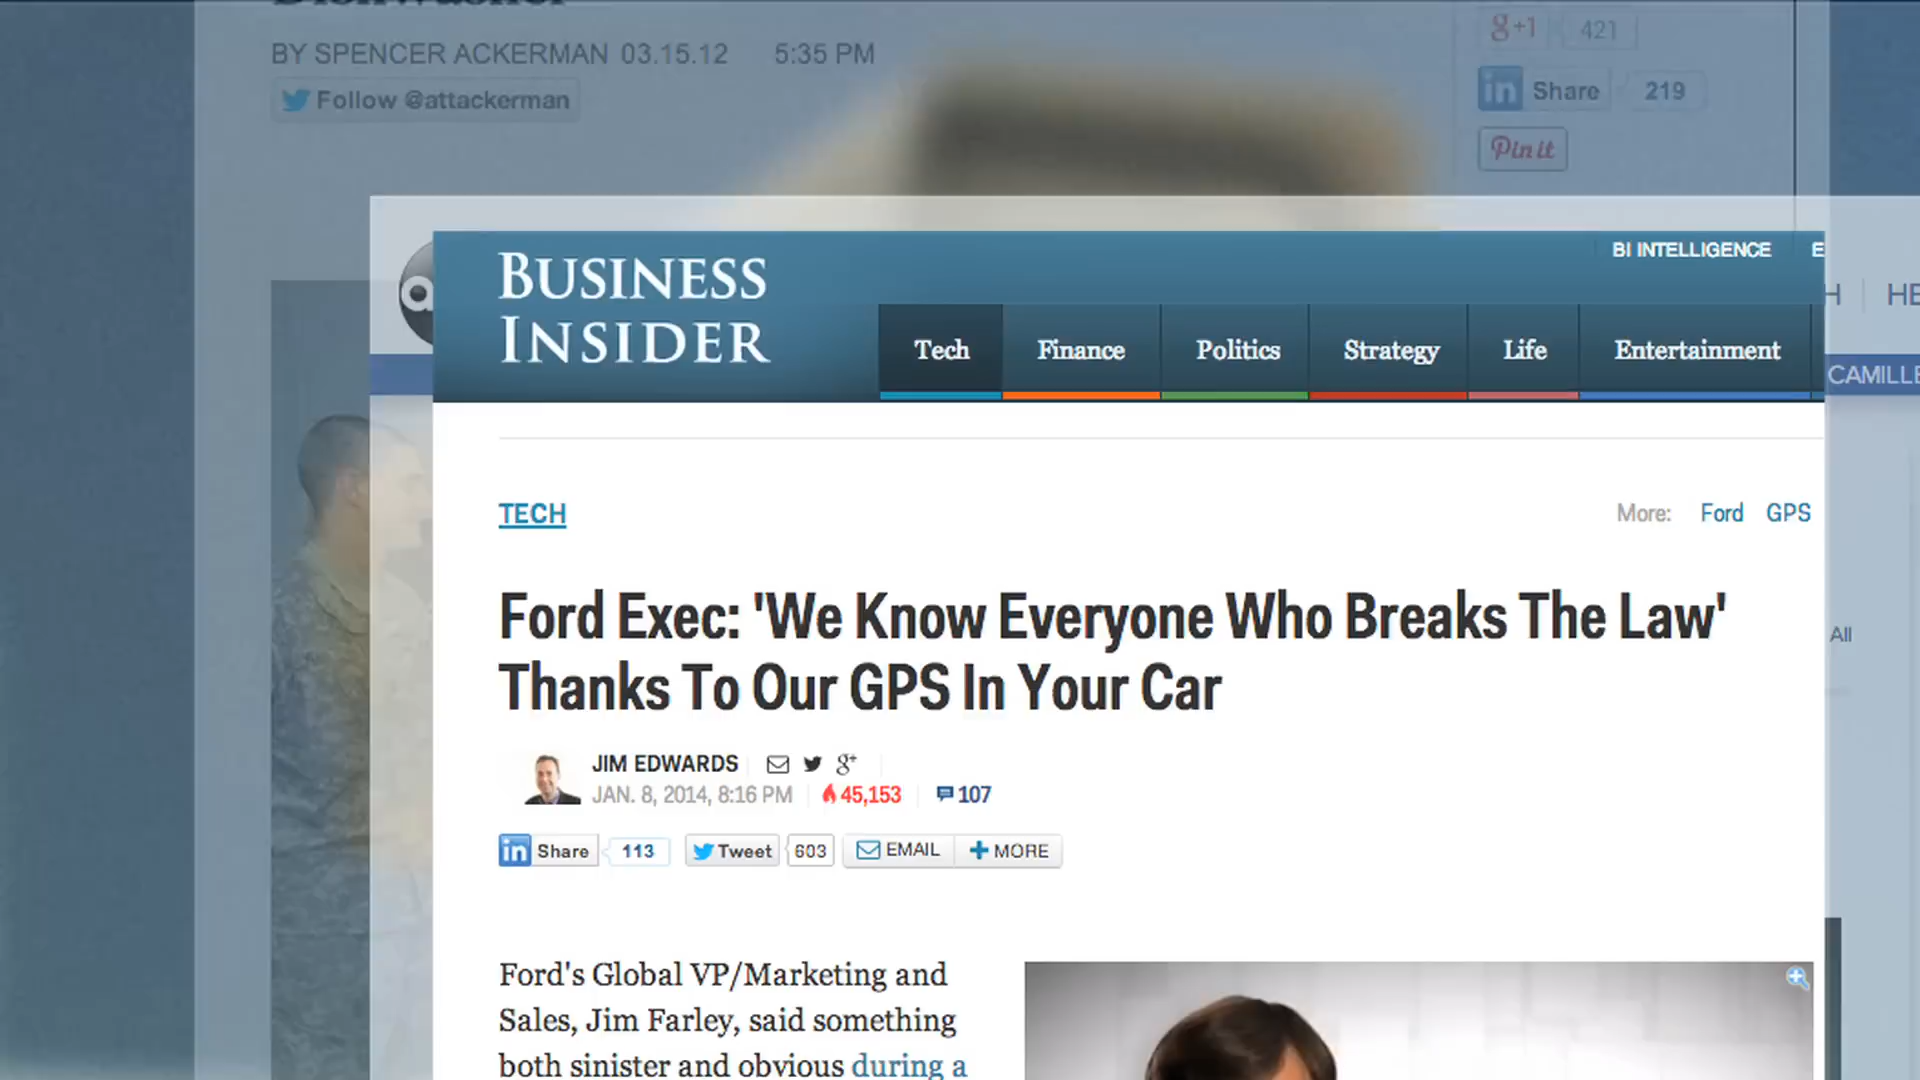 BY SPENCER ACKERMAN 03.15.12 5:35 PM
Follow @attackerman
g+1 421
in Share 219
Pin it
BUSINESS
INSIDER
BI INTELLIGENCE
Tech Finance Politics Strategy Life Entertainment
CAMILLE
TECH
More: Ford GPS
Ford Exec: 'We Know Everyone Who Breaks The Law'
Thanks To Our GPS In Your Car
All
JIM EDWARDS g+
JAN. 8, 2014, 8:16 PM 45,153 107
in Share 113 Tweet 603 EMAIL + MORE
Ford's Global VP/Marketing and
Sales, Jim Farley, said something
both sinister and obvious during a